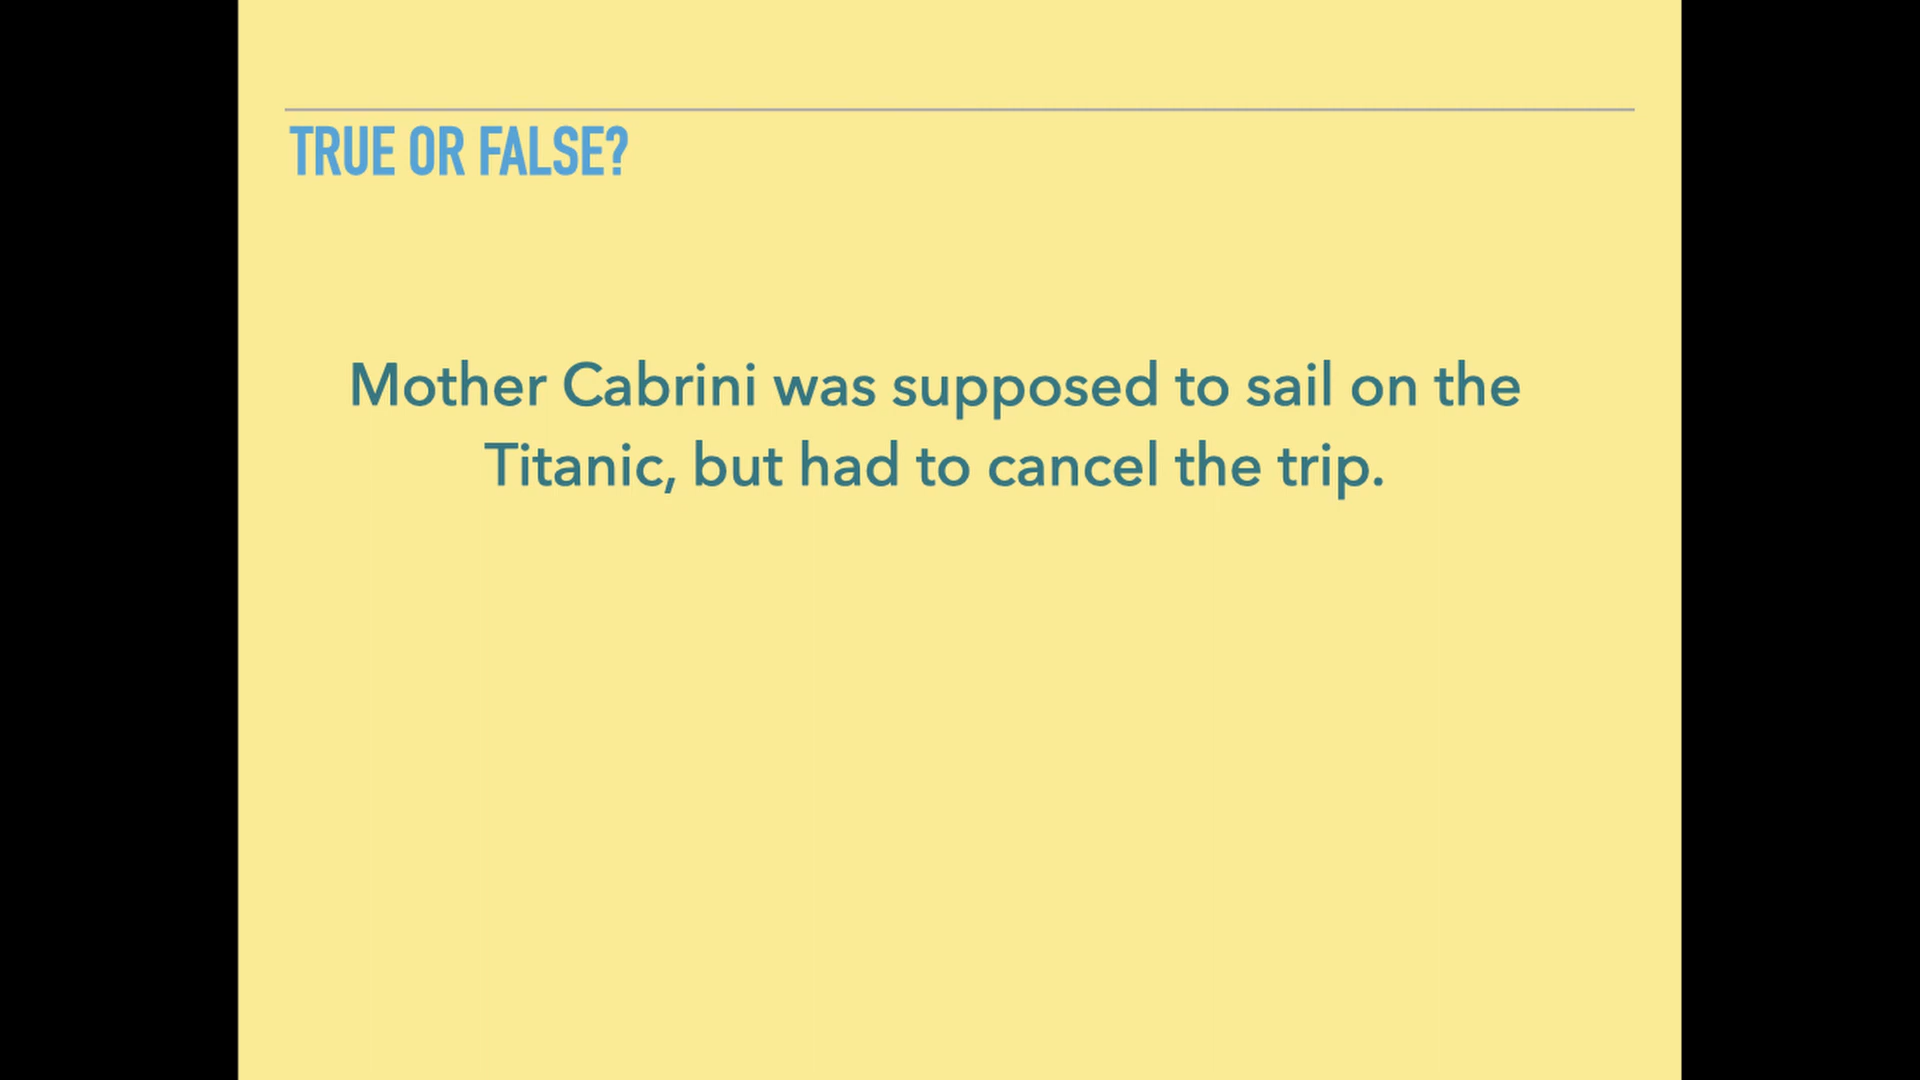 TRUE OR FALSE?
Mother Cabrini was supposed to sail on the
Titanic, but had to cancel the trip.